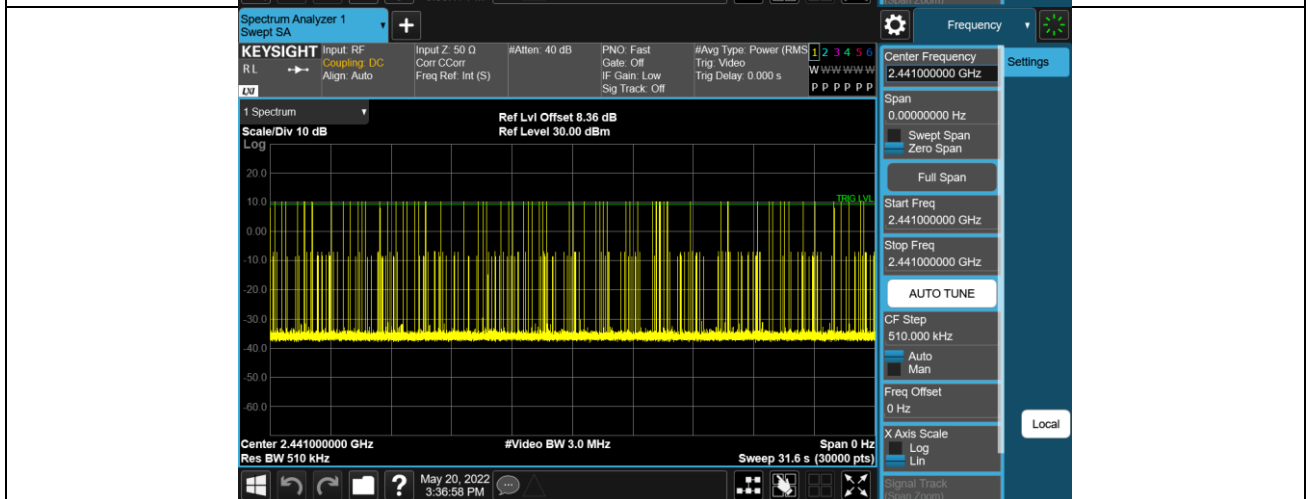 (Span Zoom)
Spectrum Analyzer 1
Swept SA
+
Frequency
KEYSIGHT
R L
LXI
Input: RF
Coupling: DC
Align: Auto
Input Z: 50 Ω
Corr CCorr
Freq Ref: Int (S)
#Atten: 40 dB
PNO: Fast
Gate: Off
IF Gain: Low
Sig Track: Off
#Avg Type: Power (RMS
Trig: Video
Trig Delay: 0.000 s
1 2 3 4 5 6
W W W W W W
P P P P P P
Center Frequency
2.441000000 GHz
Settings
Span
0.00000000 Hz
Swept Span
Zero Span
Full Span
Start Freq
2.441000000 GHz
Stop Freq
2.441000000 GHz
AUTO TUNE
CF Step
510.000 kHz
Auto
Man
Freq Offset
0 Hz
X Axis Scale
Log
Lin
Signal Track
(Span Zoom)
Local
1 Spectrum
Scale/Div 10 dB
Log
Ref Lvl Offset 8.36 dB
Ref Level 30.00 dBm
TRIG LVL
20.0
10.0
0.00
-10.0
-20.0
-30.0
-40.0
-50.0
-60.0
Center 2.441000000 GHz
#Video BW 3.0 MHz
Span 0 Hz
Res BW 510 kHz
Sweep 31.6 s (30000 pts)
?
May 20, 2022
3:36:58 PM